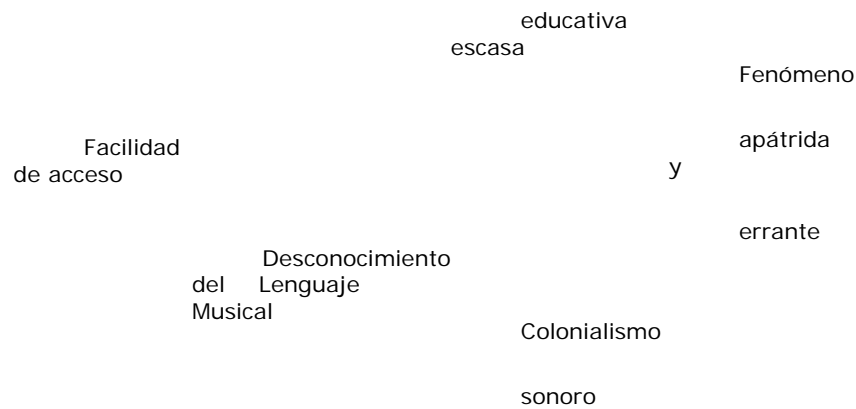 educativa
escasa
Fenómeno
apátrida
y
errante
Facilidad
de acceso
Desconocimiento
del Lenguaje
Musical
Colonialismo
sonoro